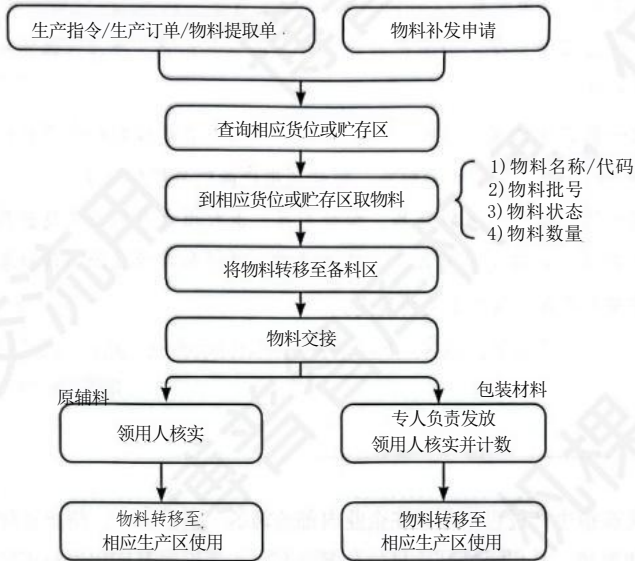 生产指令/生产订单/物料提取单
物料补发申请
查询相应货位或贮存区
到相应货位或贮存区取物料
1)物料名称/代码
2)物料批号
3)物料状态
4)物料数量
将物料转移至备料区
物料交接
原辅料
包装材料
领用人核实
专人负责发放
领用人核实并计数
物料转移至
相应生产区使用
物料转移至
相应生产区使用